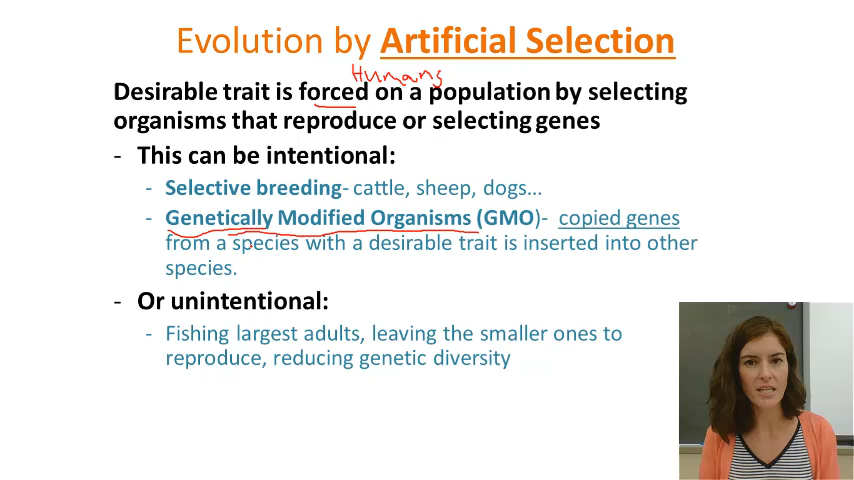 Evolution by Artificial Selection
Humans
Desirable trait is forced on a population by selecting
organisms that reproduce or selecting genes
- This can be intentional:
- Selective breeding- cattle, sheep, dogs...
- Genetically Modified Organisms (GMO)- copied genes
from a species with a desirable trait is inserted into other
species.
- Or unintentional:
- Fishing largest adults, leaving the smaller ones to
reproduce, reducing genetic diversity